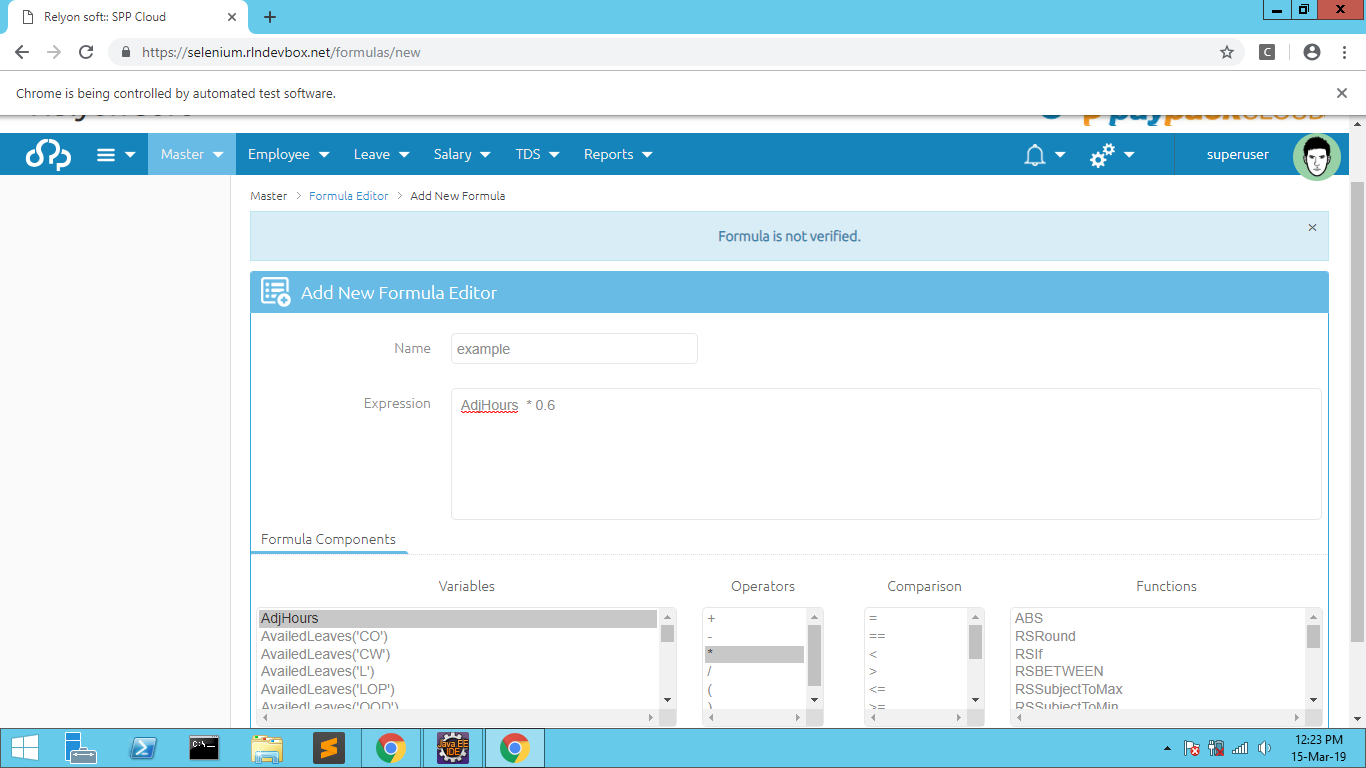 Relyon soft:: SPP Cloud
https://selenium.rlndevbox.net/formulas/new
C
Chrome is being controlled by automated test software.
Master Employee Leave Salary TDS Reports superuser
Master > Formula Editor > Add New Formula
Formula is not verified.
×
Add New Formula Editor
Name example
Expression AdjHours * 0.6
Formula Components
Variables Operators Comparison Functions
AdjHours + = ABS
AvailedLeaves('CO') - == RSRound
AvailedLeaves('CW') * < RSIf
AvailedLeaves('L') / > RSBETWEEN
AvailedLeaves('LOP') ( <= RSSubjectToMax
AvailedLeaves('OOD') ) >= RSSubjectToMin
Java EE
IDE
12:23 PM
15-Mar-19